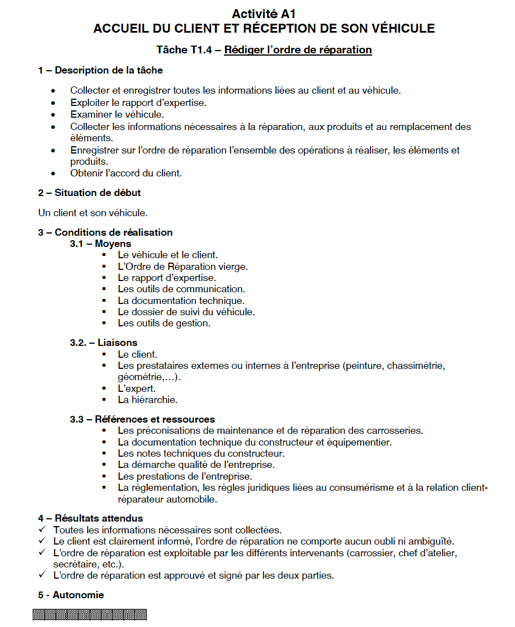 Activité A1
ACCUEIL DU CLIENT ET RÉCEPTION DE SON VÉHICULE
Tâche T1.4 – Rédiger l'ordre de réparation
1 – Description de la tâche
• Collecter et enregistrer toutes les informations liées au client et au véhicule.
• Exploiter le rapport d'expertise.
• Examiner le véhicule.
• Collecter les informations nécessaires à la réparation, aux produits et au remplacement des
éléments.
• Enregistrer sur l'ordre de réparation l'ensemble des opérations à réaliser, les éléments et
produits.
• Obtenir l'accord du client.
2 – Situation de début
Un client et son véhicule.
3 – Conditions de réalisation
3.1 – Moyens
▪ Le véhicule et le client.
▪ L'Ordre de Réparation vierge.
▪ Le rapport d'expertise.
▪ Les outils de communication.
▪ La documentation technique.
▪ Le dossier de suivi du véhicule.
▪ Les outils de gestion.
3.2. – Liaisons
▪ Le client.
▪ Les prestataires externes ou internes à l'entreprise (peinture, chassimètrie,
géométrie,…).
▪ L'expert.
▪ La hiérarchie.
3.3 – Références et ressources
▪ Les préconisations de maintenance et de réparation des carrosseries.
▪ La documentation technique du constructeur et équipementier.
▪ Les notes techniques du constructeur.
▪ La démarche qualité de l'entreprise.
▪ Les prestations de l'entreprise.
▪ La réglementation, les règles juridiques liées au consumérisme et à la relation client-
réparateur automobile.
4 – Résultats attendus
✓ Toutes les informations nécessaires sont collectées.
✓ Le client est clairement informé, l'ordre de réparation ne comporte aucun oubli ni ambiguïté.
✓ L'ordre de réparation est exploitable par les différents intervenants (carrossier, chef d'atelier,
secrétaire, etc.).
✓ L'ordre de réparation est approuvé et signé par les deux parties.
5 - Autonomie